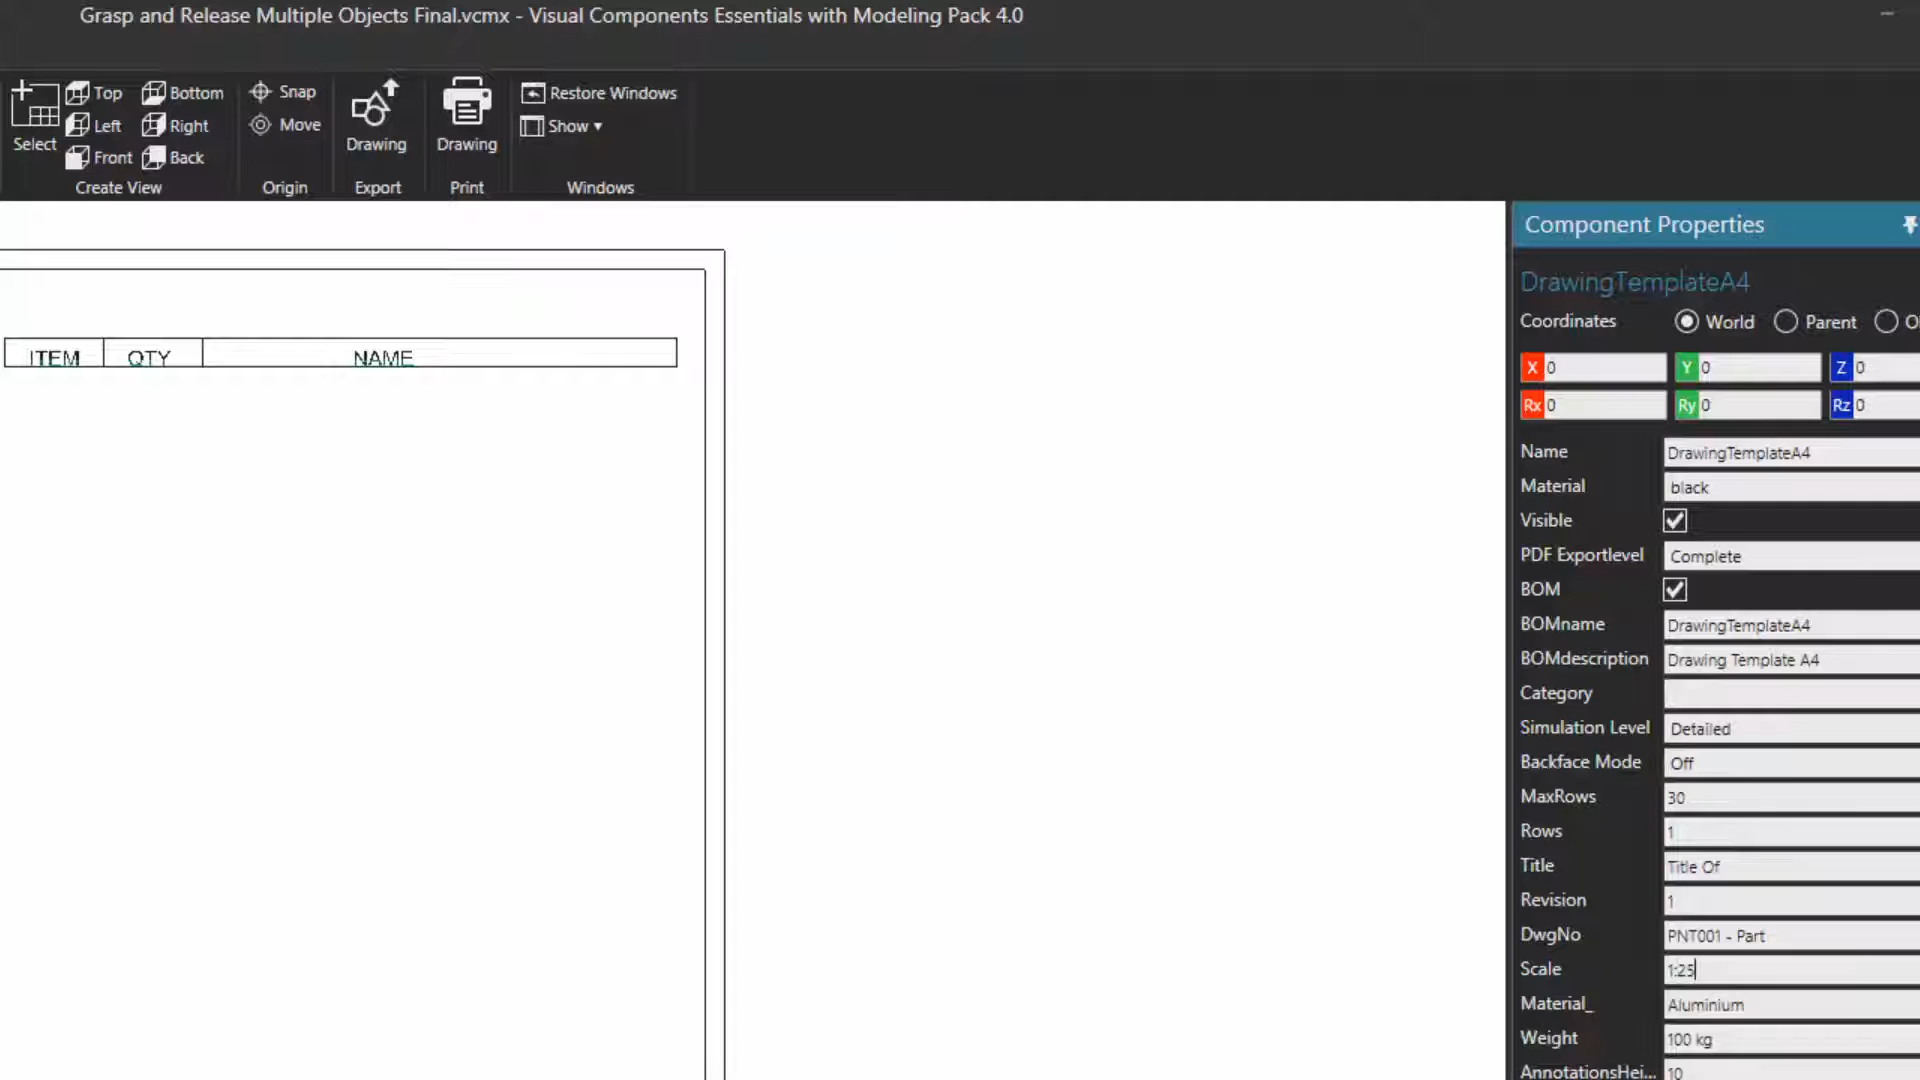 Grasp and Release Multiple Objects Final.vcmx - Visual Components Essentials with Modeling Pack 4.0
Select
Top
Bottom
Left
Right
Front
Back
Create View
Snap
Move
Origin
Drawing
Export
Drawing
Print
Restore Windows
Show
Windows
ITEM QTY NAME
Component Properties
DrawingTemplateA4
Coordinates World Parent
X 0 Y 0 Z 0
Rx 0 Ry 0 Rz 0
Name DrawingTemplateA4
Material black
Visible
PDF Exportlevel Complete
BOM
BOMname DrawingTemplateA4
BOMdescription Drawing Template A4
Category
Simulation Level Detailed
Backface Mode Off
MaxRows 30
Rows 1
Title Title Of
Revision 1
DwgNo PNT001 - Part
Scale 1:25
Material_ Aluminium
Weight 100 kg
AnnotationsHei... 10